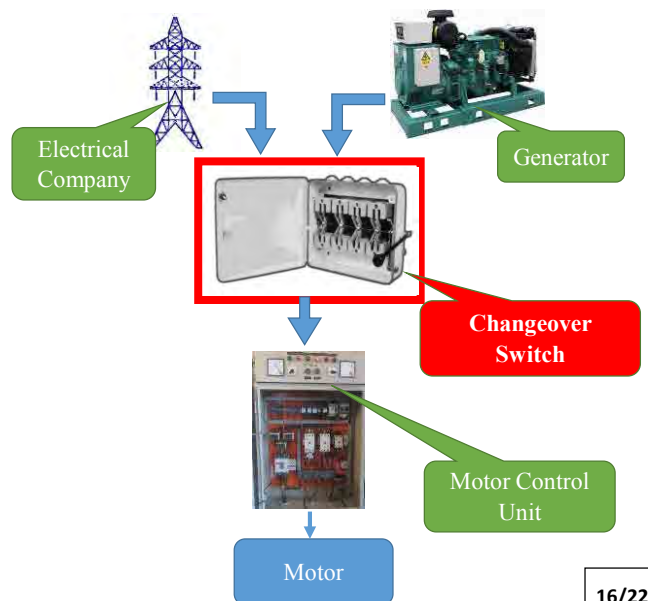 Electrical
Company
Generator
Changeover
Switch
Motor Control
Unit
Motor
16/22